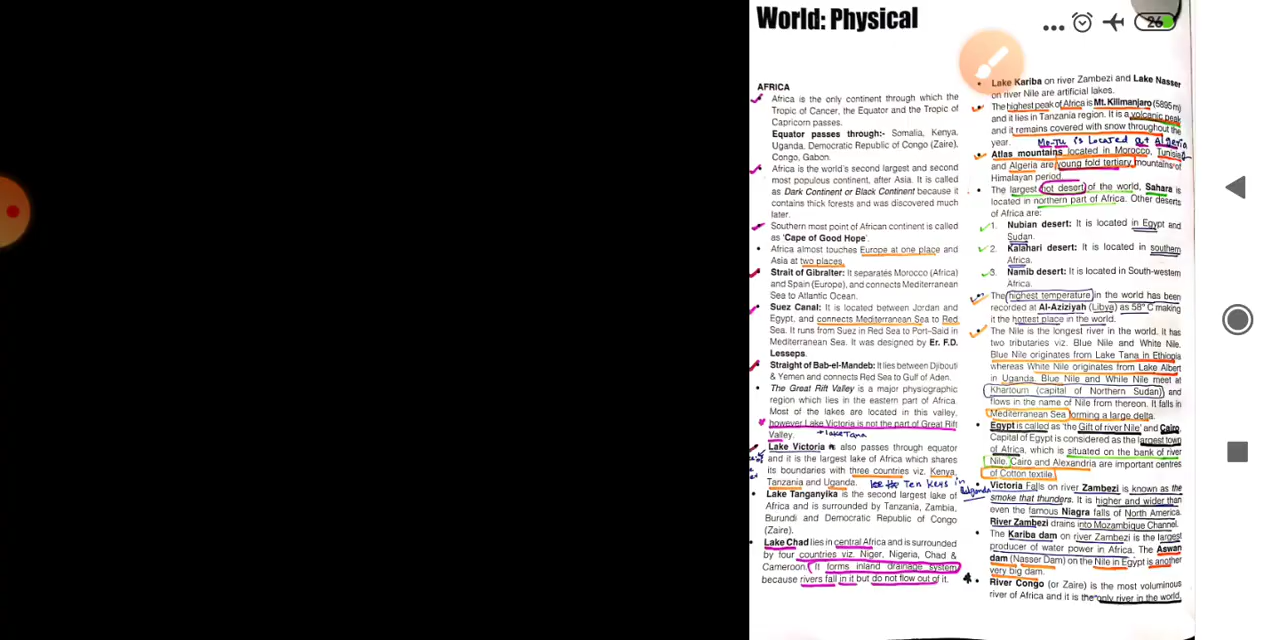 World: Physical
26
AFRICA
Africa is the only continent through which the
Tropic of Cancer, the Equator and the Tropic of
Capricorn passes.
Equator passes through:- Somalia, Kenya,
Uganda, Democratic Republic of Congo (Zaire),
Congo, Gabon.
Africa is the world's second largest and second
most populous continent, after Asia. It is called
as Dark Continent or Black Continent because it
contains thick forests and was discovered much
later.
Southern most point of African continent is called
as 'Cape of Good Hope'.
• Africa almost touches Europe at one place and
Asia at two places.
Strait of Gibralter: It separates Morocco (Africa)
and Spain (Europe), and connects Mediterranean
Sea to Atlantic Ocean.
Suez Canal: It is located between Jordan and
Egypt, and connects Mediterranean Sea to Red
Sea. It runs from Suez in Red Sea to Port-Said in
Mediterranean Sea. It was designed by Er. F.D.
Lesseps.
Straight of Bab-el-Mandeb: It lies between Djibouti
& Yemen and connects Red Sea to Gulf of Aden.
• The Great Rift Valley is a major physiographic
region which lies in the eastern part of Africa.
Most of the lakes are located in this valley,
however Lake Victoria is not the part of Great Rift
Valley. + Lake Tana
Lake Victoria also passes through equator
and it is the largest lake of Africa which shares
its boundaries with three countries viz. Kenya,
Tanzania and Uganda. Ten Keys in
• Lake Tanganyika is the second largest lake of
Africa and is surrounded by Tanzania, Zambia,
Burundi and Democratic Republic of Congo
(Zaire).
• Lake Chad lies in central Africa and is surrounded
by four countries viz. Niger, Nigeria, Chad &
Cameroon. It forms inland drainage system
because rivers fall in it but do not flow out of it.
• Lake Kariba on river Zambezi and Lake Nasser
on river Nile are artificial lakes.
• The highest peak of Africa is Mt. Kilimanjaro (5895m)
and it lies in Tanzania region. It is a volcanic peak
and it remains covered with snow throughout the
year. is Located at Algeria
Atlas mountains located in Morocco, Tunisia
and Algeria are young fold tertiary mountains of
Himalayan period.
• The largest hot desert of the world, Sahara is
located in northern part of Africa. Other deserts
of Africa are:
1. Nubian desert: It is located in Egypt and
Sudan.
2. Kalahari desert: It is located in southern
Africa.
3. Namib desert: It is located in South-western
Africa.
The highest temperature in the world has been
recorded at Al-Aziziyah (Libya) as 58° C making
it the hottest place in the world.
The Nile is the longest river in the world. It has
two tributaries viz. Blue Nile and White Nile.
Blue Nile originates from Lake Tana in Ethiopia
whereas White Nile originates from Lake Albert
in Uganda. Blue Nile and While Nile meet at
Khartoum (capital of Northern Sudan) and
flows in the name of Nile from thereon. It falls in
Mediterranean Sea forming a large delta.
• Egypt is called as 'the Gift of river Nile' and Cairo,
Capital of Egypt is considered as the largest town
of Africa, which is situated on the bank of river
Nile. Cairo and Alexandria are important centres
of Cotton textile.
• Victoria Falls on river Zambezi is known as the
smoke that thunders. It is higher and wider than
even the famous Niagra falls of North America.
River Zambezi drains into Mozambique Channel.
• The Kariba dam on river Zambezi is the largest
producer of water power in Africa. The Aswan
dam (Nasser Dam) on the Nile in Egypt is another
very big dam.
• River Congo (or Zaire) is the most voluminous
river of Africa and it is the only river in the world,